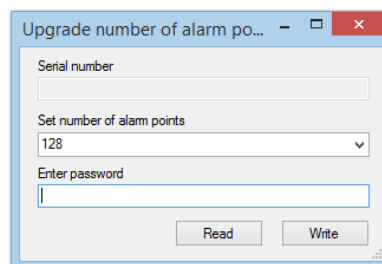 Upgrade number of alarm po...
Serial number
Set number of alarm points
128
Enter password
Read
Write